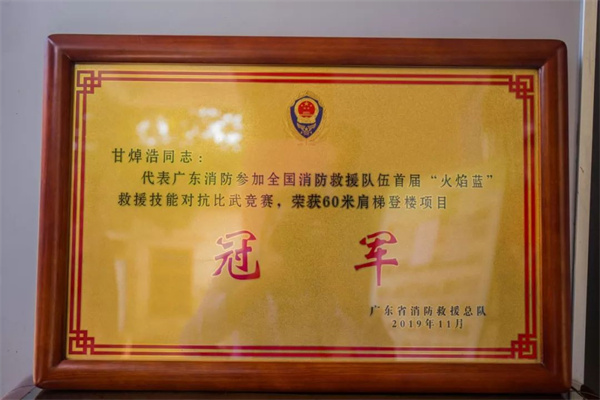 甘焯浩同志：
代表广东消防参加全国消防救援队伍首届“火焰蓝”
救援技能对抗比武竞赛，荣获60米肩梯登楼项目
冠 军
广东省消防救援总队
2019年11月